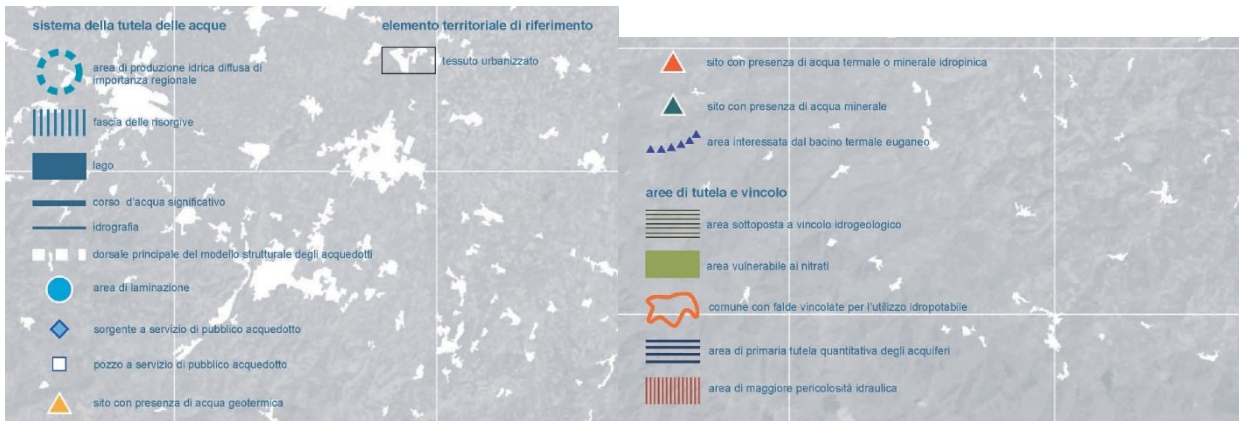 sistema della tutela delle acque
area di produzione idrica diffusa di
importanza regionale
fascia delle risorgive
lago
corso d'acqua significativo
idrografia
dorsale principale del modello strutturale degli acquedotti
area di laminazione
sorgente a servizio di pubblico acquedotto
pozzo a servizio di pubblico acquedotto
sito con presenza di acqua geotermica
elemento territoriale di riferimento
tessuto urbanizzato
sito con presenza di acqua termale o minerale idropinica
sito con presenza di acqua minerale
area interessata dal bacino termale euganeo
aree di tutela e vincolo
area sottoposta a vincolo idrogeologico
area vulnerabile ai nitrati
comune con falde vincolate per l'utilizzo idropotabile
area di primaria tutela quantitativa degli acquiferi
area di maggiore pericolosità idraulica